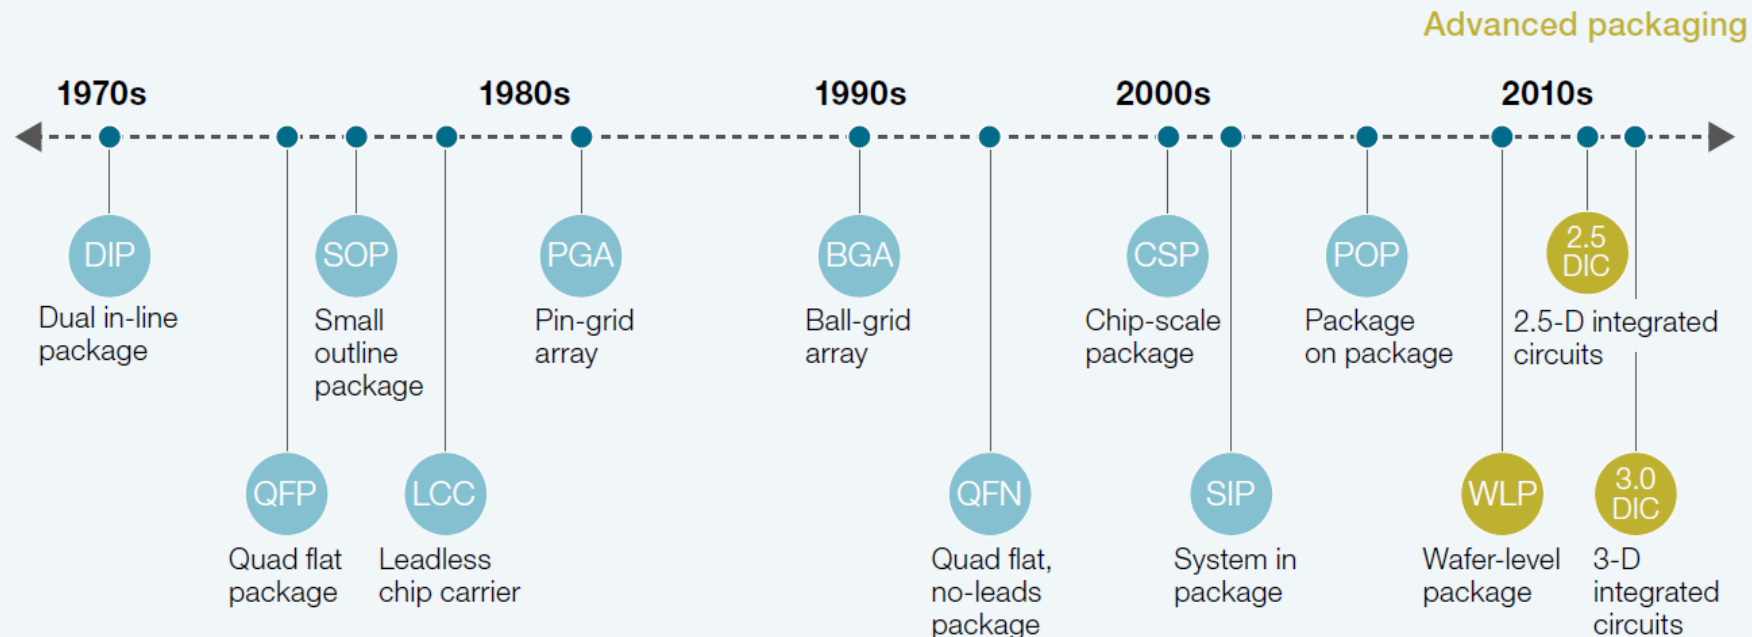 Advanced packaging
1970s
1980s
1990s
2000s
2010s
DIP
Dual in-line
package
SOP
Small
outline
package
PGA
Pin-grid
array
BGA
Ball-grid
array
CSP
Chip-scale
package
POP
Package
on package
2.5
DIC
2.5-D integrated
circuits
QFP
Quad flat
package
LCC
Leadless
chip carrier
QFN
Quad flat,
no-leads
package
SIP
System in
package
WLP
Wafer-level
package
3.0
DIC
3-D
integrated
circuits